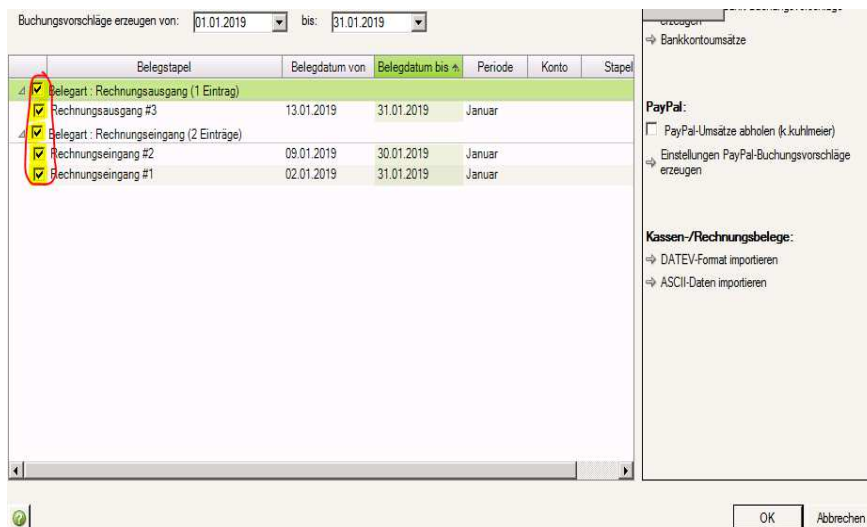 Buchungsvorschläge erzeugen von: 01.01.2019 bis: 31.01.2019
Belegstapel Belegdatum von Belegdatum bis Periode Konto Stapel
Belegart : Rechnungsausgang (1 Eintrag)
Rechnungsausgang #3 13.01.2019 31.01.2019 Januar
Belegart : Rechnungseingang (2 Einträge)
Rechnungseingang #2 09.01.2019 30.01.2019 Januar
Rechnungseingang #1 02.01.2019 31.01.2019 Januar
erzeugen
Bankkontoumsätze
PayPal:
PayPal-Umsätze abholen (k.kuhlmeier)
Einstellungen PayPal-Buchungsvorschläge
erzeugen
Kassen-/Rechnungsbelege:
DATEV-Format importieren
ASCII-Daten importieren
OK Abbrechen